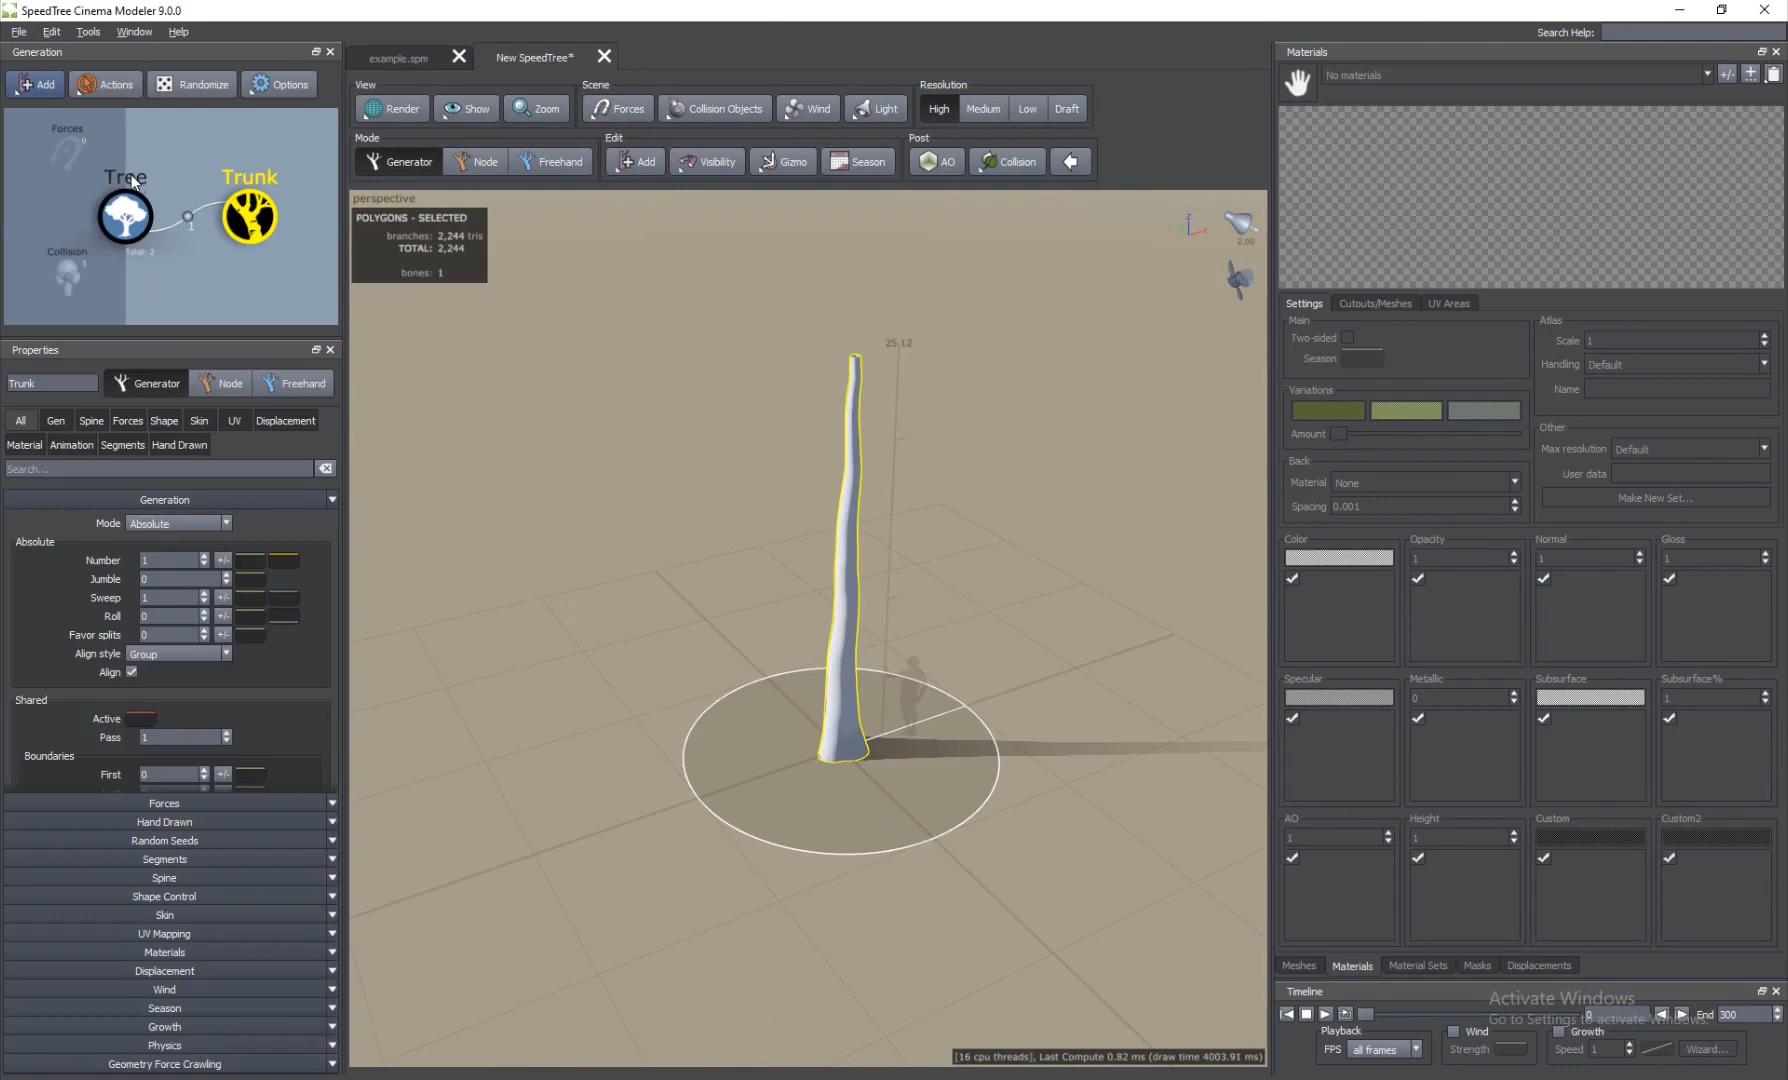 SpeedTree Cinema Modeler 9.0.0
File Edit Tools Window Help
Search Help:
Generation
Add Actions Randomize Options
Forces
0
Tree
Trunk
1
Collision
3
Total: 2
Properties
Trunk Generator Node Freehand
All Gen Spine Forces Shape Skin UV Displacement
Material Animation Segments Hand Drawn
Search...
Generation
Mode Absolute
Absolute
Number 1 +/-
Jumble 0
Sweep 1 +/-
Roll 0 +/-
Favor splits 0 +/-
Align style Group
Align
Shared
Active
Pass 1
Boundaries
First 0 +/-
Forces
Hand Drawn
Random Seeds
Segments
Spine
Shape Control
Skin
UV Mapping
Materials
Displacement
Wind
Season
Growth
Physics
Geometry Force Crawling
example.spm New SpeedTree*
View Scene Resolution
Render Show Zoom Forces Collision Objects Wind Light High Medium Low Draft
Mode Edit Post
Generator Node Freehand Add Visibility Gizmo Season AO Collision
perspective
POLYGONS - SELECTED
branches: 2,244 tris
TOTAL: 2,244
bones: 1
Z
X
2.00
25.12
[16 cpu threads], Last Compute 0.82 ms (draw time 4003.91 ms)
Materials
No materials +/-
Settings Cutouts/Meshes UV Areas
Main
Two-sided
Season
Variations
Amount
Back
Material None
Spacing 0.001
Atlas
Scale 1
Handling Default
Name
Other
Max resolution Default
User data
Make New Set...
Color Opacity Normal Gloss
1 1 1
Specular Metallic Subsurface Subsurface%
0 1
AO Height Custom Custom2
1 1
Meshes Materials Material Sets Masks Displacements
Timeline
Activate Windows
Go to Settings to activate Windows.
0 End 300
Playback Wind Growth
FPS all frames Strength Speed 1 Wizard...